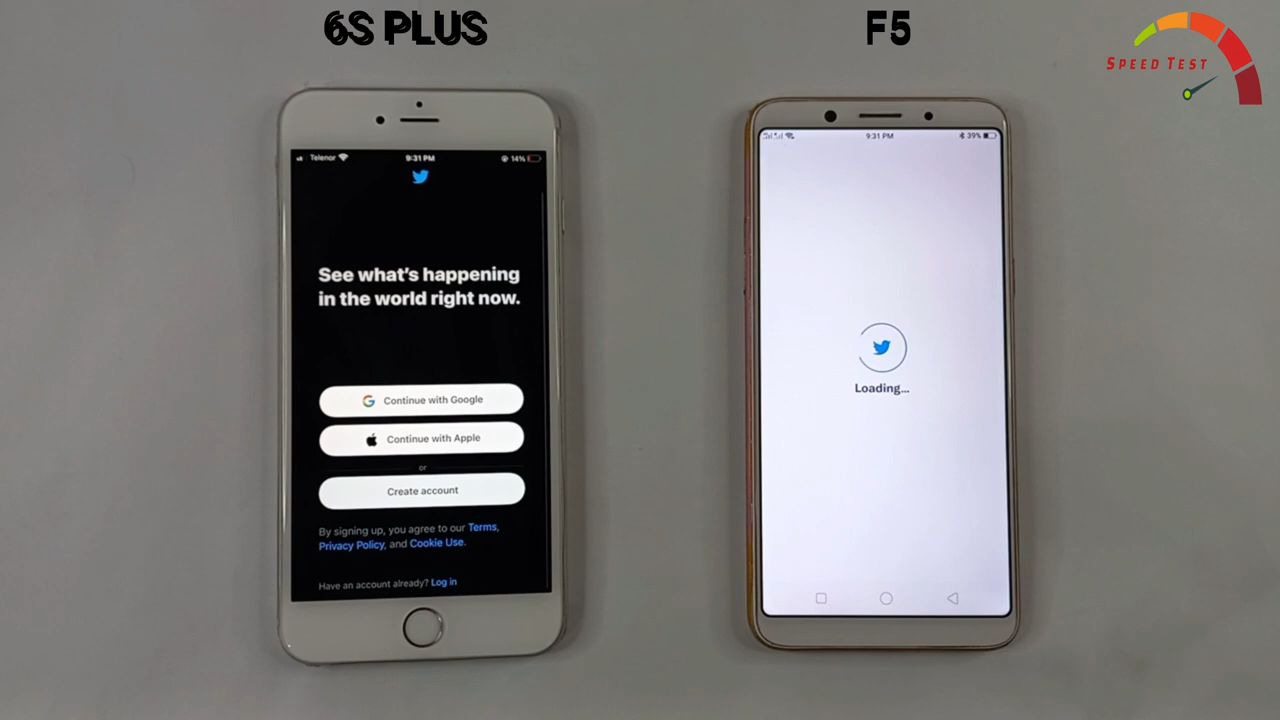 6S PLUS
F5
SPEED TEST
Telenor
9:31 PM
14%
See what's happening
in the world right now.
Continue with Google
Continue with Apple
or
Create account
By signing up, you agree to our Terms,
Privacy Policy, and Cookie Use.
Have an account already? Log in
9:31 PM
39%
Loading...